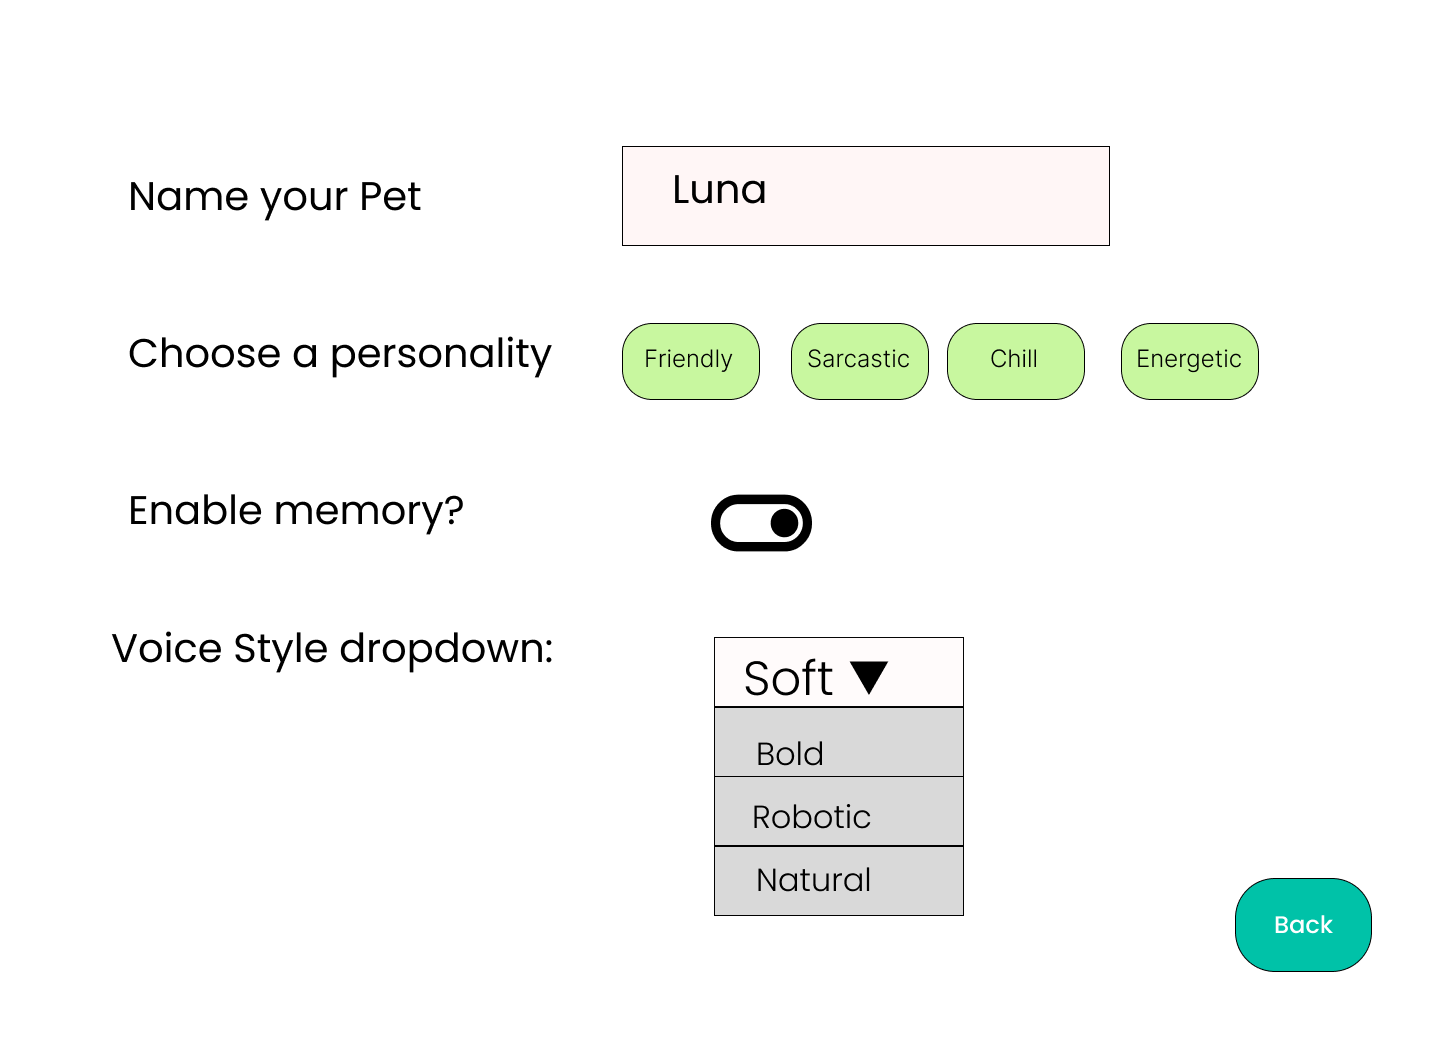 Name your Pet
Luna
Choose a personality
Friendly
Sarcastic
Chill
Energetic
Enable memory?
Voice Style dropdown:
Soft
Bold
Robotic
Natural
Back